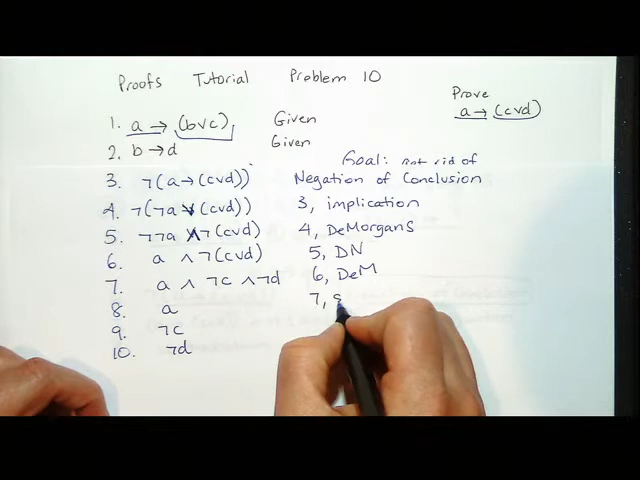 Proofs Tutorial Problem 10
Prove
a → (c∨d)
1. a → (b∨c) Given
2. b → d Given
Goal: get rid of
3. ¬(a → (c∨d)) Negation of Conclusion
4. ¬(¬a ∨ (c∨d)) 3, implication
5. ¬¬a ∧ ¬(c∨d) 4, DeMorgans
6. a ∧ ¬(c∨d) 5, DN
7. a ∧ ¬c ∧ ¬d 6, DeM
8. a 7, s
9. ¬c
10. ¬d